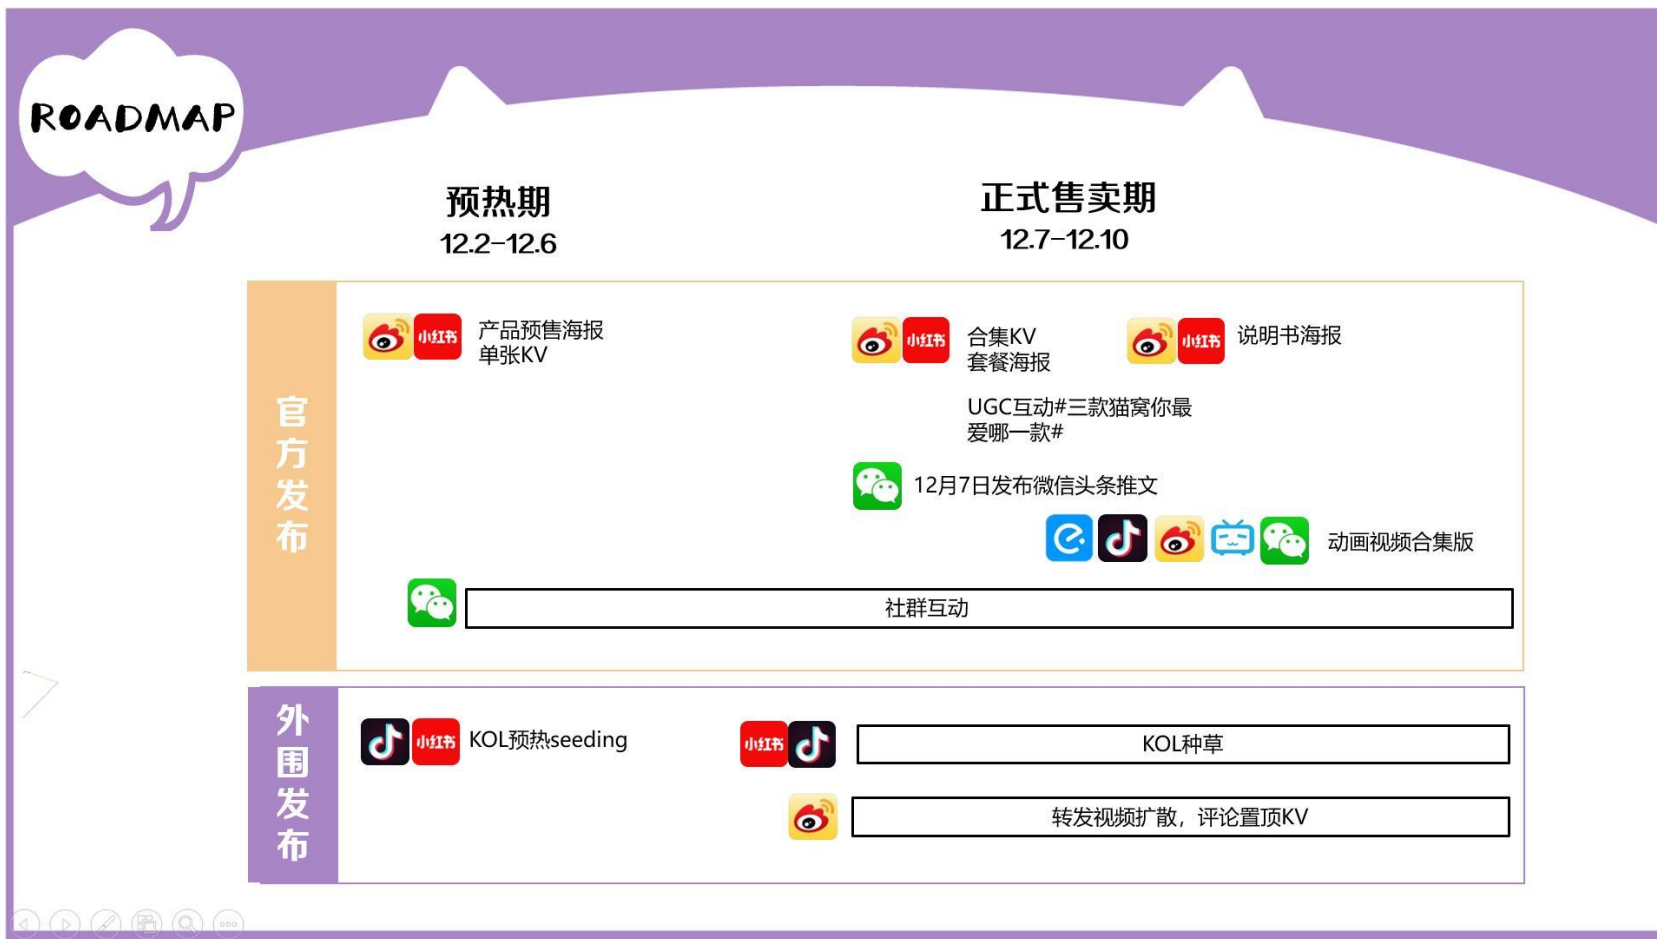 ROADMAP
预热期
12.2-12.6
正式售卖期
12.7-12.10
官方发布
小红书
产品预售海报
单张KV
小红书
合集KV
套餐海报
小红书
说明书海报
UGC互动#三款猫窝你最
爱哪一款#
12月7日发布微信头条推文
动画视频合集版
社群互动
外围发布
小红书
KOL预热seeding
小红书
KOL种草
转发视频扩散，评论置顶KV